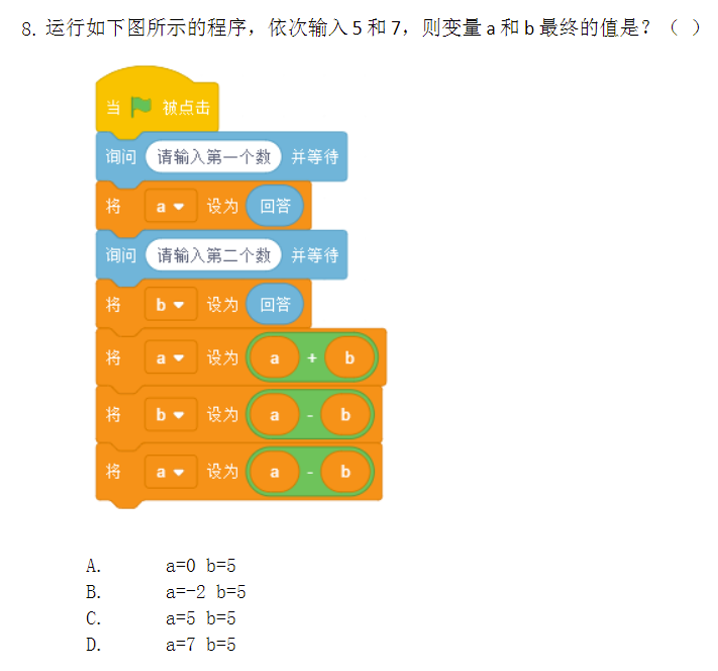 8. 运行如下图所示的程序，依次输入5和7，则变量a和b最终的值是？（ ）
当 被点击
询问 请输入第一个数 并等待
将 a 设为 回答
询问 请输入第二个数 并等待
将 b 设为 回答
将 a 设为 a + b
将 b 设为 a - b
将 a 设为 a - b
A. a=0 b=5
B. a=-2 b=5
C. a=5 b=5
D. a=7 b=5